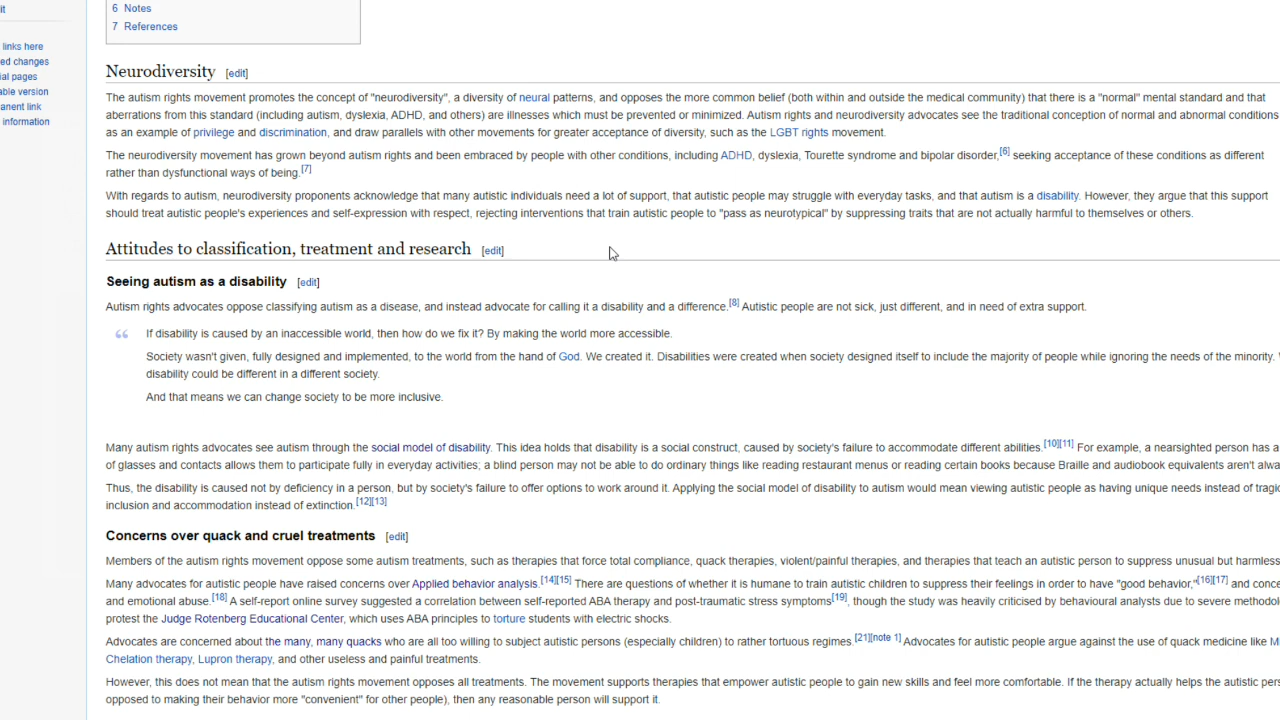 it
6 Notes
7 References
links here
ed changes
ial pages
able version
anent link
information
Neurodiversity [edit]
The autism rights movement promotes the concept of "neurodiversity", a diversity of neural patterns, and opposes the more common belief (both within and outside the medical community) that there is a "normal" mental standard and that
aberrations from this standard (including autism, dyslexia, ADHD, and others) are illnesses which must be prevented or minimized. Autism rights and neurodiversity advocates see the traditional conception of normal and abnormal conditions
as an example of privilege and discrimination, and draw parallels with other movements for greater acceptance of diversity, such as the LGBT rights movement.
The neurodiversity movement has grown beyond autism rights and been embraced by people with other conditions, including ADHD, dyslexia, Tourette syndrome and bipolar disorder,[6] seeking acceptance of these conditions as different
rather than dysfunctional ways of being.[7]
With regards to autism, neurodiversity proponents acknowledge that many autistic individuals need a lot of support, that autistic people may struggle with everyday tasks, and that autism is a disability. However, they argue that this support
should treat autistic people's experiences and self-expression with respect, rejecting interventions that train autistic people to "pass as neurotypical" by suppressing traits that are not actually harmful to themselves or others.
Attitudes to classification, treatment and research [edit]
Seeing autism as a disability [edit]
Autism rights advocates oppose classifying autism as a disease, and instead advocate for calling it a disability and a difference.[8] Autistic people are not sick, just different, and in need of extra support.
“ If disability is caused by an inaccessible world, then how do we fix it? By making the world more accessible.
Society wasn't given, fully designed and implemented, to the world from the hand of God. We created it. Disabilities were created when society designed itself to include the majority of people while ignoring the needs of the minority.
disability could be different in a different society.
And that means we can change society to be more inclusive.
Many autism rights advocates see autism through the social model of disability. This idea holds that disability is a social construct, caused by society's failure to accommodate different abilities.[10][11] For example, a nearsighted person has a
of glasses and contacts allows them to participate fully in everyday activities; a blind person may not be able to do ordinary things like reading restaurant menus or reading certain books because Braille and audiobook equivalents aren't alwa
Thus, the disability is caused not by deficiency in a person, but by society's failure to offer options to work around it. Applying the social model of disability to autism would mean viewing autistic people as having unique needs instead of tragic
inclusion and accommodation instead of extinction.[12][13]
Concerns over quack and cruel treatments [edit]
Members of the autism rights movement oppose some autism treatments, such as therapies that force total compliance, quack therapies, violent/painful therapies, and therapies that teach an autistic person to suppress unusual but harmless
Many advocates for autistic people have raised concerns over Applied behavior analysis.[14][15] There are questions of whether it is humane to train autistic children to suppress their feelings in order to have "good behavior,"[16][17] and conce
and emotional abuse.[18] A self-report online survey suggested a correlation between self-reported ABA therapy and post-traumatic stress symptoms[19], though the study was heavily criticised by behavioural analysts due to severe methodol
protest the Judge Rotenberg Educational Center, which uses ABA principles to torture students with electric shocks.
Advocates are concerned about the many, many quacks who are all too willing to subject autistic persons (especially children) to rather tortuous regimes.[21][note 1] Advocates for autistic people argue against the use of quack medicine like M
Chelation therapy, Lupron therapy, and other useless and painful treatments.
However, this does not mean that the autism rights movement opposes all treatments. The movement supports therapies that empower autistic people to gain new skills and feel more comfortable. If the therapy actually helps the autistic pers
opposed to making their behavior more "convenient" for other people), then any reasonable person will support it.